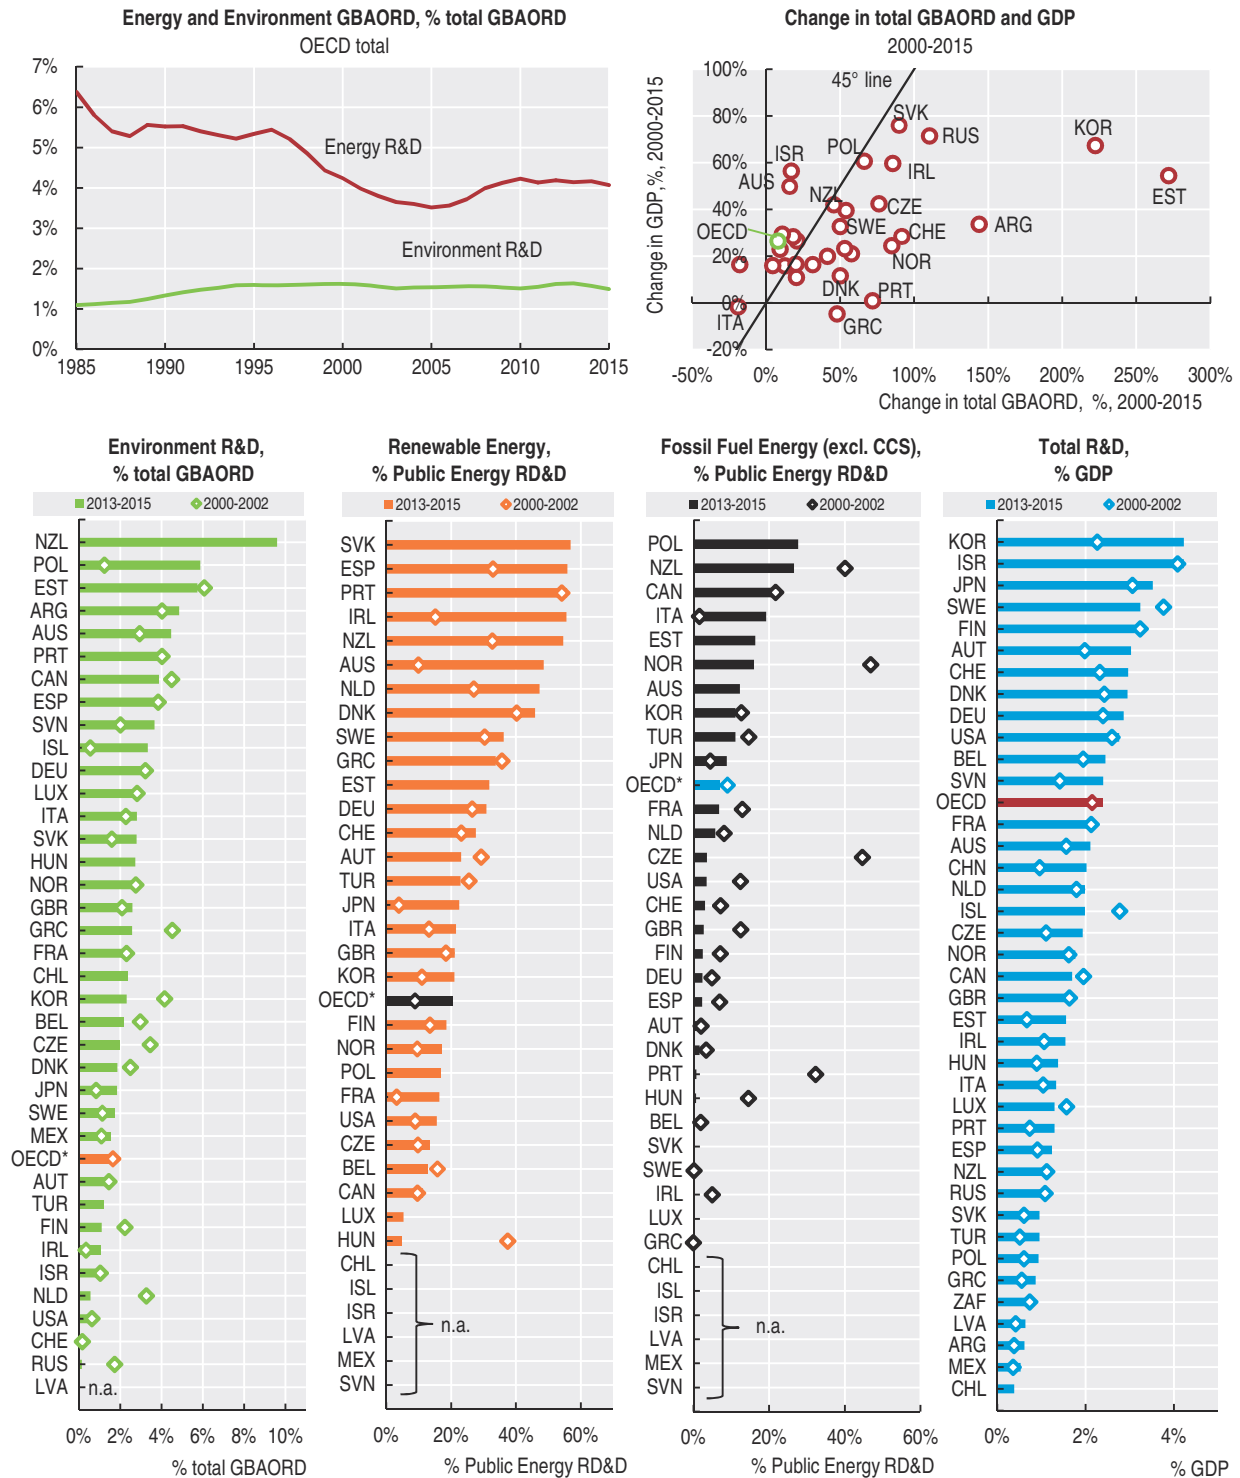 Energy and Environment GBAORD, % total GBAORD
OECD total
7%
6%
5%
4%
3%
2%
1%
0%
Energy R&D
Environment R&D
1985
1990
1995
2000
2005
2010
2015
Change in total GBAORD and GDP
2000-2015
Change in GDP,%, 2000-2015
100%
80%
60%
40%
20%
0%
-20%
45° line
SVK
RUS
KOR
POL
ISR
IRL
EST
AUS
NZL
CZE
ARG
OECD
SWE
CHE
NOR
DNK
PRT
ITA
GRC
-50%
0%
50%
100%
150%
200%
250%
300%
Change in total GBAORD, %, 2000-2015
Environment R&D,
% total GBAORD
2013-2015
2000-2002
NZL
POL
EST
ARG
AUS
PRT
CAN
ESP
SVN
ISL
DEU
LUX
ITA
SVK
HUN
NOR
GBR
GRC
FRA
CHL
KOR
BEL
CZE
DNK
JPN
SWE
MEX
OECD*
AUT
TUR
FIN
IRL
ISR
NLD
USA
CHE
RUS
LVA n.a.
0%
2%
4%
6%
8%
10%
% total GBAORD
Renewable Energy,
% Public Energy RD&D
2013-2015
2000-2002
SVK
ESP
PRT
IRL
NZL
AUS
NLD
DNK
SWE
GRC
EST
DEU
CHE
AUT
TUR
JPN
ITA
GBR
KOR
OECD*
FIN
NOR
POL
FRA
USA
CZE
BEL
CAN
LUX
HUN
CHL
ISL
ISR
LVA
MEX
SVN
n.a.
0%
20%
40%
60%
% Public Energy RD&D
Fossil Fuel Energy (excl. CCS),
% Public Energy RD&D
2013-2015
2000-2002
POL
NZL
CAN
ITA
EST
NOR
AUS
KOR
TUR
JPN
OECD*
FRA
NLD
CZE
USA
CHE
GBR
FIN
DEU
ESP
AUT
DNK
PRT
HUN
BEL
SVK
SWE
IRL
LUX
GRC
CHL
ISL
ISR
LVA
MEX
SVN
n.a.
0%
20%
40%
60%
% Public Energy RD&D
Total R&D,
% GDP
2013-2015
2000-2002
KOR
ISR
JPN
SWE
FIN
AUT
CHE
DNK
DEU
USA
BEL
SVN
OECD
FRA
AUS
CHN
NLD
ISL
CZE
NOR
CAN
GBR
EST
IRL
HUN
ITA
LUX
PRT
ESP
NZL
RUS
SVK
TUR
POL
GRC
ZAF
LVA
ARG
MEX
CHL
0%
2%
4%
% GDP